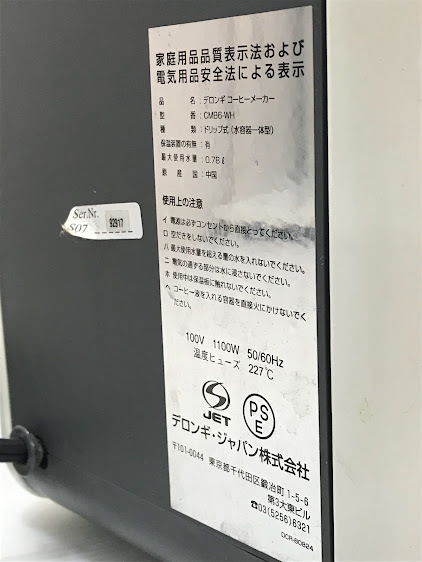 家庭用品品質表示法および
電気用品安全法による表示
品名：デロンギ コーヒーメーカー
型番：CMB6-WH
種類：ドリップ式（水容器一体型）
保温装置の有無：有
最大使用水量：0.78ℓ
原産国：中国
使用上の注意
イ 電源は必ずコンセントから直接とってください。
ロ 空だきをしないでください。
ハ 最大使用水量を超える量の水を入れないでください。
ニ 電気の通ずる部分は水に浸さないでください。
ホ 使用中は保温板に触れないでください。
ヘ コーヒー液を入れる容器を直接火にかけないでく
ださい。
100V 1100W 50/60Hz
温度ヒューズ 227℃
JET
PS
E
デロンギ・ジャパン株式会社
〒101-0044 東京都千代田区鍛冶町1-5-6
第3大東ビル
☎03(5256)6321
DCR-80824
Ser.Nr.
S07
92917